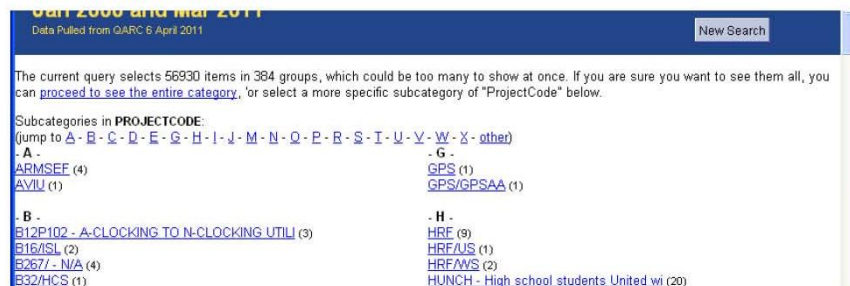 Jan 2006 and Mar 2011
Data Pulled from QARC 6 April 2011
New Search
The current query selects 56930 items in 384 groups, which could be too many to show at once. If you are sure you want to see them all, you
can proceed to see the entire category, 'or select a more specific subcategory of "ProjectCode" below.
Subcategories in PROJECTCODE:
(jump to A - B - C - D - E - G - H - I - J - M - N - O - P - R - S - T - U - V - W - X - other)
- A -
ARMSEF (4)
AVIU (1)
- B -
B12P102 - A-CLOCKING TO N-CLOCKING UTILI (3)
B16/ISL (2)
B267/ - N/A (4)
B32/HCS (1)
- G -
GPS (1)
GPS/GPSAA (1)
- H -
HRF (9)
HRF/US (1)
HRF/WS (2)
HUNCH - High school students United wi (20)